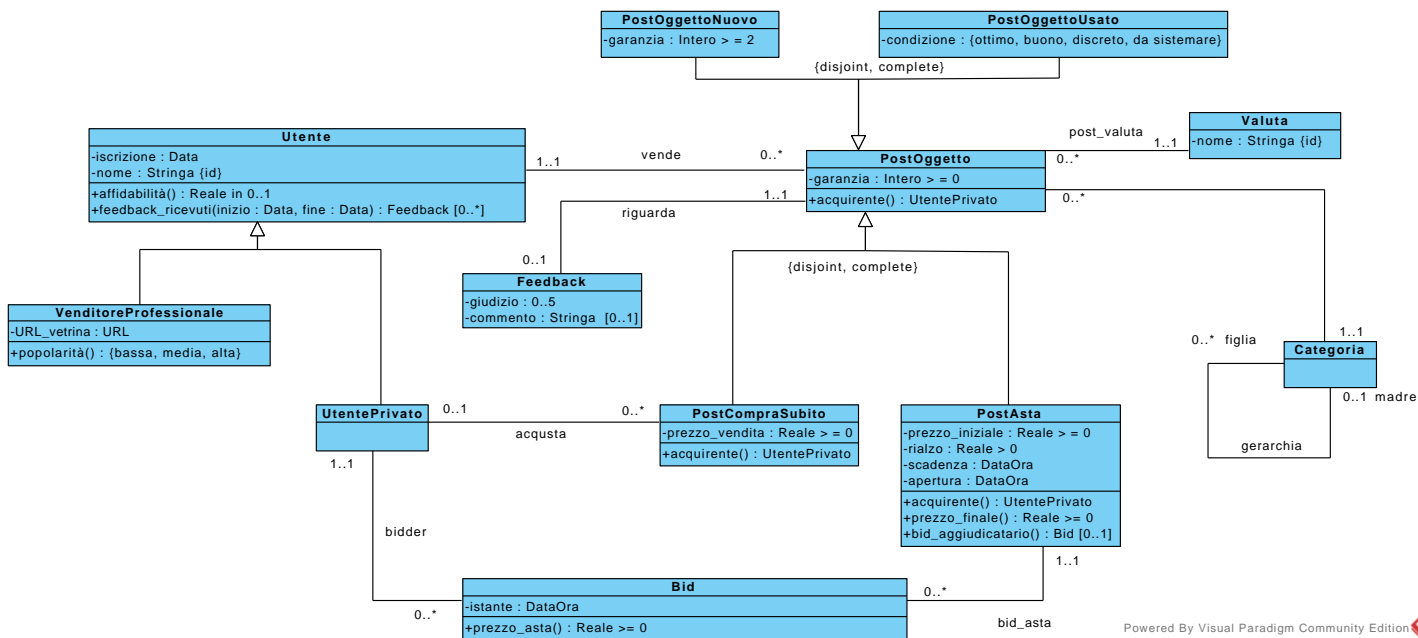 PostOggettoNuovo
-garanzia : Intero > = 2
PostOggettoUsato
-condizione : {ottimo, buono, discreto, da sistemare}
{disjoint, complete}
Utente
-iscrizione : Data
-nome : Stringa {id}
+affidabilità() : Reale in 0..1
+feedback_ricevuti(inizio : Data, fine : Data) : Feedback [0..*]
1..1
vende
0..*
PostOggetto
-garanzia : Intero > = 0
+acquirente() : UtentePrivato
post_valuta
0..*
1..1
Valuta
-nome : Stringa {id}
0..*
1..1
riguarda
0..1
{disjoint, complete}
Feedback
-giudizio : 0..5
-commento : Stringa [0..1]
VenditoreProfessionale
-URL_vetrina : URL
+popolarità() : {bassa, media, alta}
1..1
0..* figlia
Categoria
0..1 madre
gerarchia
UtentePrivato
0..1
0..*
acqusta
PostCompraSubito
-prezzo_vendita : Reale > = 0
+acquirente() : UtentePrivato
PostAsta
-prezzo_iniziale : Reale > = 0
-rialzo : Reale > 0
-scadenza : DataOra
-apertura : DataOra
+acquirente() : UtentePrivato
+prezzo_finale() : Reale >= 0
+bid_aggiudicatario() : Bid [0..1]
1..1
bidder
1..1
0..*
Bid
-istante : DataOra
+prezzo_asta() : Reale >= 0
0..*
bid_asta
Powered By Visual Paradigm Community Edition